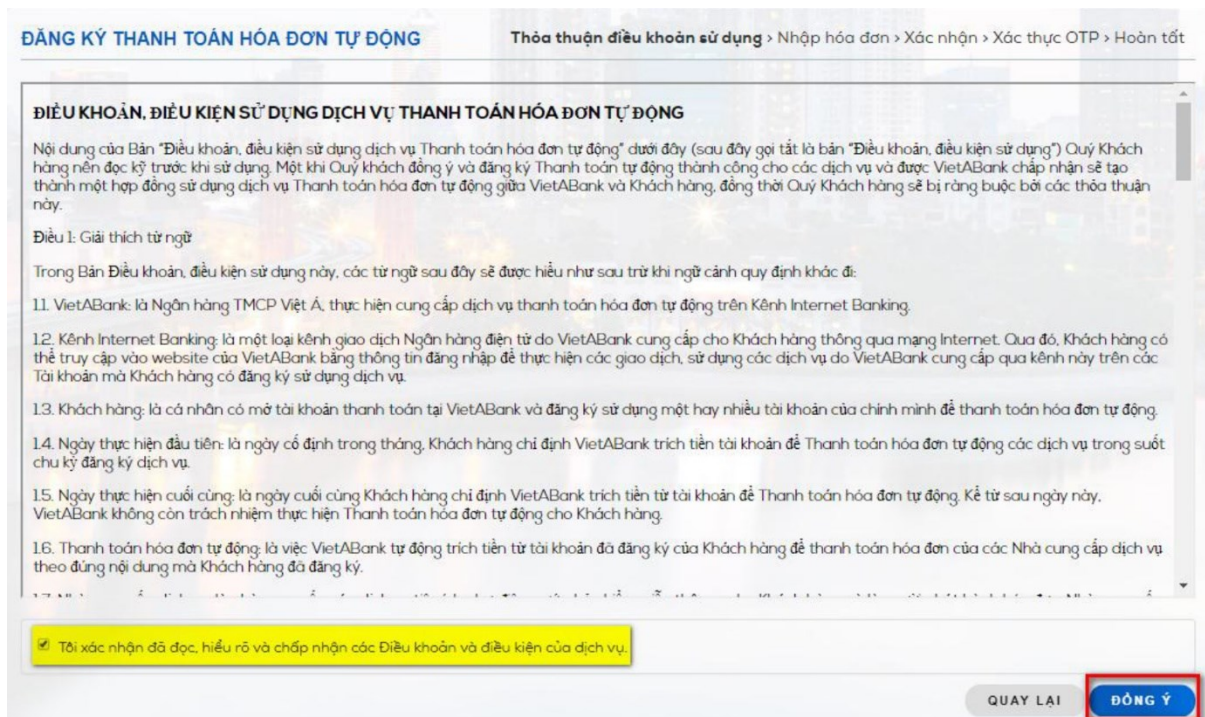 ĐĂNG KÝ THANH TOÁN HÓA ĐƠN TỰ ĐỘNG
Thỏa thuận điều khoản sử dụng › Nhập hóa đơn › Xác nhận › Xác thực OTP › Hoàn tất
ĐIỀU KHOẢN, ĐIỀU KIỆN SỬ DỤNG DỊCH VỤ THANH TOÁN HÓA ĐƠN TỰ ĐỘNG
Nội dung của Bản "Điều khoản, điều kiện sử dụng dịch vụ Thanh toán hóa đơn tự động" dưới đây (sau đây gọi tắt là bản "Điều khoản, điều kiện sử dụng") Quý Khách
hàng nên đọc kỹ trước khi sử dụng. Một khi Quý khách đồng ý và đăng ký Thanh toán tự động thành công cho các dịch vụ và được VietABank chấp nhận sẽ tạo
thành một hợp đồng sử dụng dịch vụ Thanh toán hóa đơn tự động giữa VietABank và Khách hàng, đồng thời Quý Khách hàng sẽ bị ràng buộc bởi các thỏa thuận
này.
Điều 1: Giải thích từ ngữ
Trong Bản Điều khoản, điều kiện sử dụng này, các từ ngữ sau đây sẽ được hiểu như sau trừ khi ngữ cảnh quy định khác đi:
1.1. VietABank: là Ngân hàng TMCP Việt Á, thực hiện cung cấp dịch vụ thanh toán hóa đơn tự động trên Kênh Internet Banking.
1.2. Kênh Internet Banking: là một loại kênh giao dịch Ngân hàng điện tử do VietABank cung cấp cho Khách hàng thông qua mạng Internet. Qua đó, Khách hàng có
thể truy cập vào website của VietABank bằng thông tin đăng nhập để thực hiện các giao dịch, sử dụng các dịch vụ do VietABank cung cấp qua kênh này trên các
Tài khoản mà Khách hàng có đăng ký sử dụng dịch vụ.
1.3. Khách hàng: là cá nhân có mở tài khoản thanh toán tại VietABank và đăng ký sử dụng một hay nhiều tài khoản của chính mình để thanh toán hóa đơn tự động.
1.4. Ngày thực hiện đầu tiên: là ngày cố định trong tháng, Khách hàng chỉ định VietABank trích tiền tài khoản để Thanh toán hóa đơn tự động các dịch vụ trong suốt
chu kỳ đăng ký dịch vụ.
1.5. Ngày thực hiện cuối cùng: là ngày cuối cùng Khách hàng chỉ định VietABank trích tiền từ tài khoản để Thanh toán hóa đơn tự động. Kể từ sau ngày này,
VietABank không còn trách nhiệm thực hiện Thanh toán hóa đơn tự động cho Khách hàng.
1.6. Thanh toán hóa đơn tự động: là việc VietABank tự động trích tiền từ tài khoản đã đăng ký của Khách hàng để thanh toán hóa đơn của các Nhà cung cấp dịch vụ
theo đúng nội dung mà Khách hàng đã đăng ký.
Tôi xác nhận đã đọc, hiểu rõ và chấp nhận các Điều khoản và điều kiện của dịch vụ.
QUAY LẠI
ĐỒNG Ý